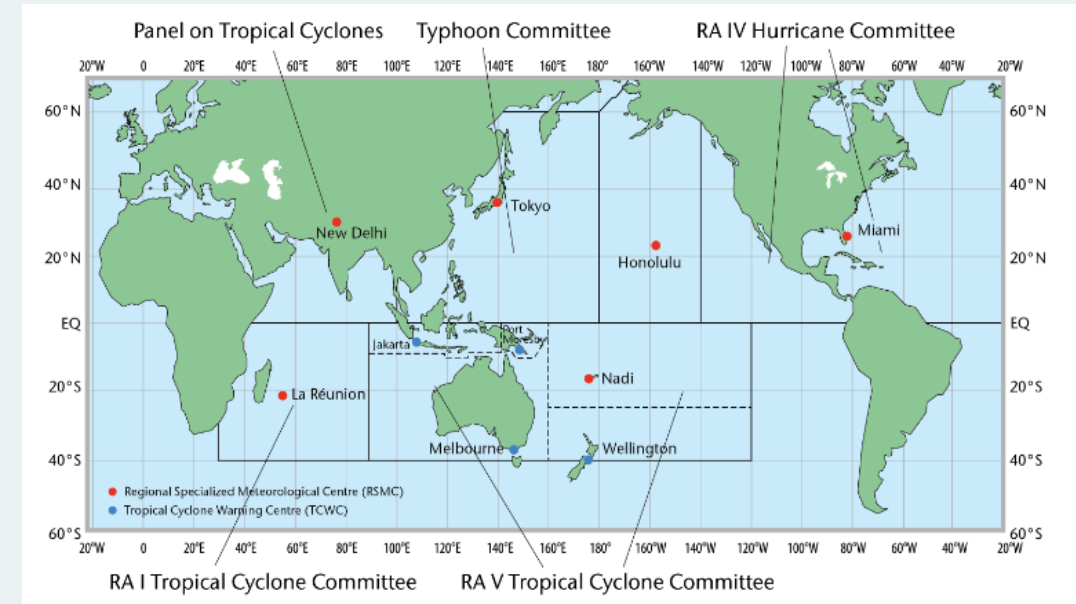 Panel on Tropical Cyclones Typhoon Committee RA IV Hurricane Committee
20°W 0 20°E 40°E 60°E 80°E 100°E 120°E 140°E 160°E 180° 160°W 140°W 120°W 100°W 80°W 60°W 40°W 20°W
60°N 60°N
40°N 40°N
Tokyo
New Delhi
Miami
20°N Honolulu 20°N
EQ EQ
Port
Moresby
Jakarta
Nadi
20°S 20°S
La Réunion
Melbourne Wellington
40°S 40°S
Regional Specialized Meteorological Centre (RSMC)
Tropical Cyclone Warning Centre (TCWC)
60°S 60°S
20°W 0 20°E 40°E 60°E 80°E 100°E 120°E 140°E 160°E 180° 160°W 140°W 120°W 100°W 80°W 60°W 40°W 20°W
RA I Tropical Cyclone Committee RA V Tropical Cyclone Committee